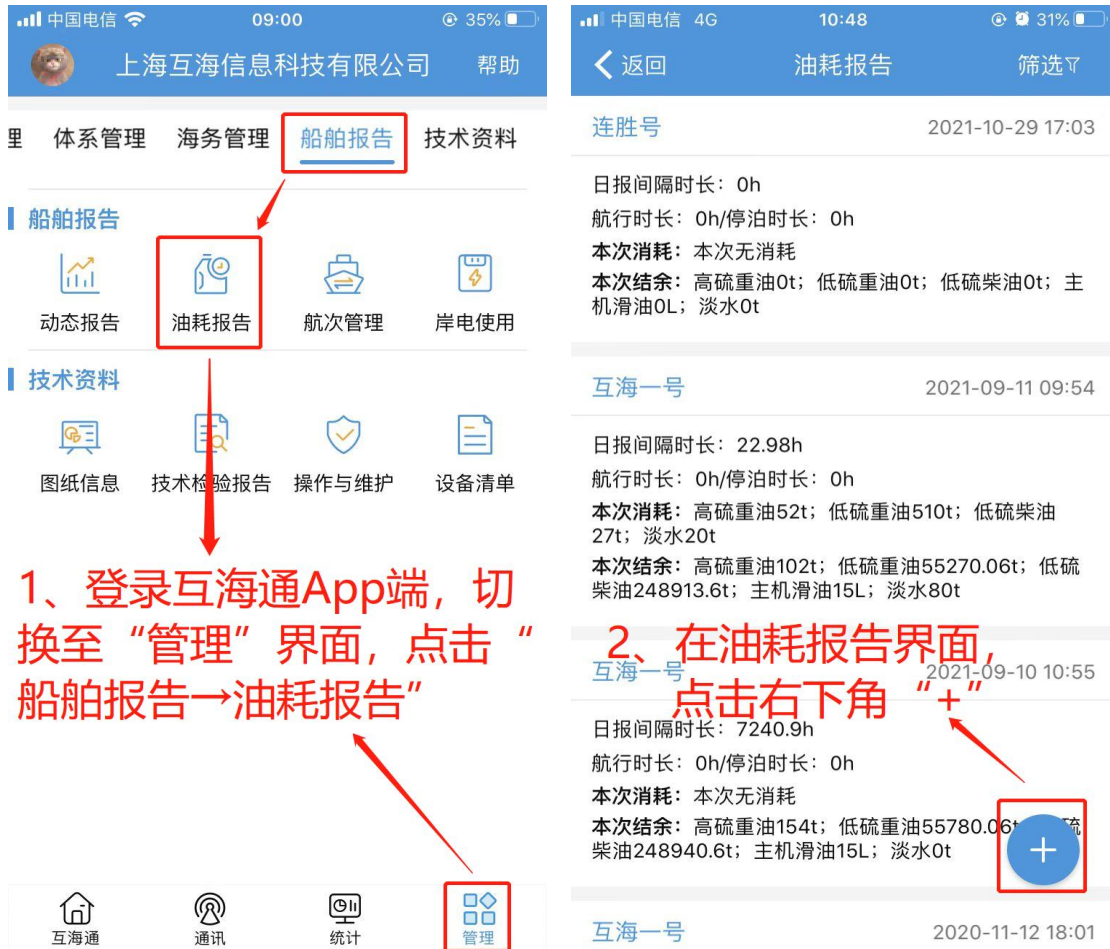 中国电信 09:00 35%
上海互海信息科技有限公司 帮助
理 体系管理 海务管理 船舶报告 技术资料
船舶报告
动态报告 油耗报告 航次管理 岸电使用
技术资料
图纸信息 技术检验报告 操作与维护 设备清单
1、登录互海通App端，切
换至“管理”界面，点击“
船舶报告→油耗报告”
互海通 通讯 统计 管理
中国电信 4G 10:48 31%
返回 油耗报告 筛选
连胜号 2021-10-29 17:03
日报间隔时长：0h
航行时长：0h/停泊时长：0h
本次消耗：本次无消耗
本次结余：高硫重油0t；低硫重油0t；低硫柴油0t；主
机滑油0L；淡水0t
互海一号 2021-09-11 09:54
日报间隔时长：22.98h
航行时长：0h/停泊时长：0h
本次消耗：高硫重油52t；低硫重油510t；低硫柴油
27t；淡水20t
本次结余：高硫重油102t；低硫重油55270.06t；低硫
柴油248913.6t；主机滑油15L；淡水80t
2、在油耗报告界面，
点击右下角“+”
互海一号 2021-09-10 10:55
日报间隔时长：7240.9h
航行时长：0h/停泊时长：0h
本次消耗：本次无消耗
本次结余：高硫重油154t；低硫重油55780.06t 硫
柴油248940.6t；主机滑油15L；淡水0t
互海一号 2020-11-12 18:01